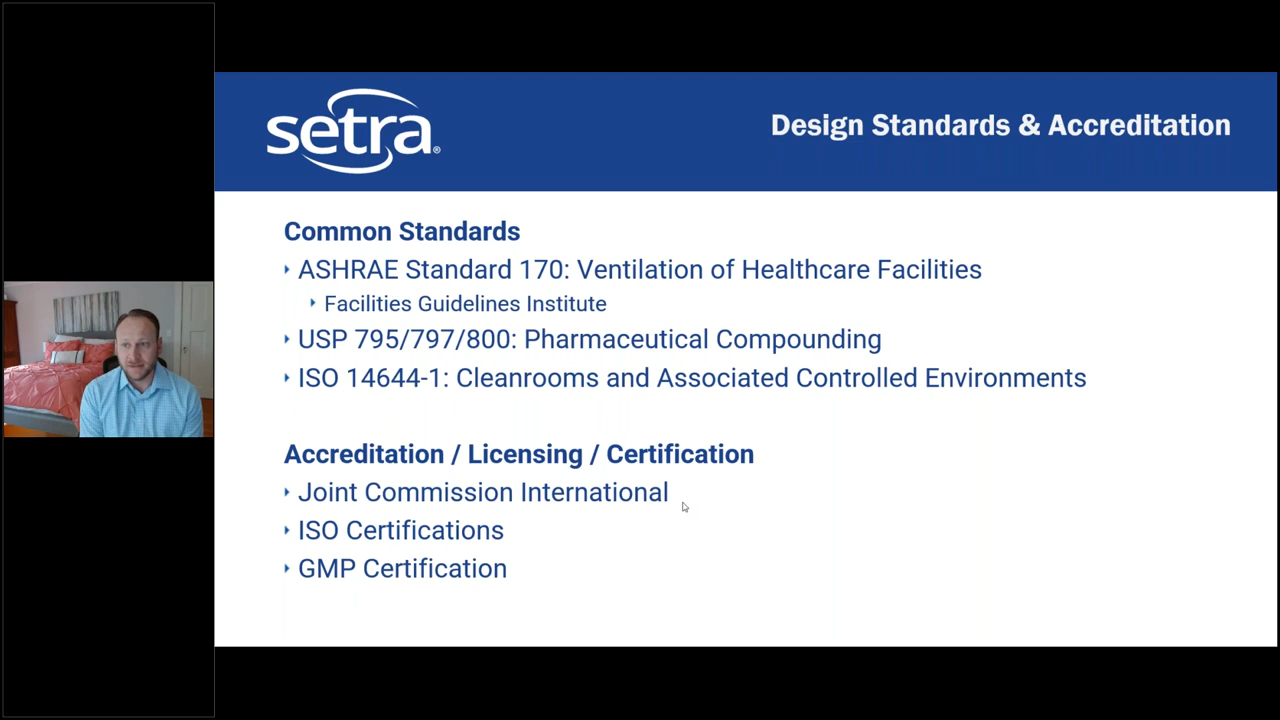 setra®
Design Standards & Accreditation
Common Standards
ASHRAE Standard 170: Ventilation of Healthcare Facilities
Facilities Guidelines Institute
USP 795/797/800: Pharmaceutical Compounding
ISO 14644-1: Cleanrooms and Associated Controlled Environments
Accreditation / Licensing / Certification
Joint Commission International
ISO Certifications
GMP Certification